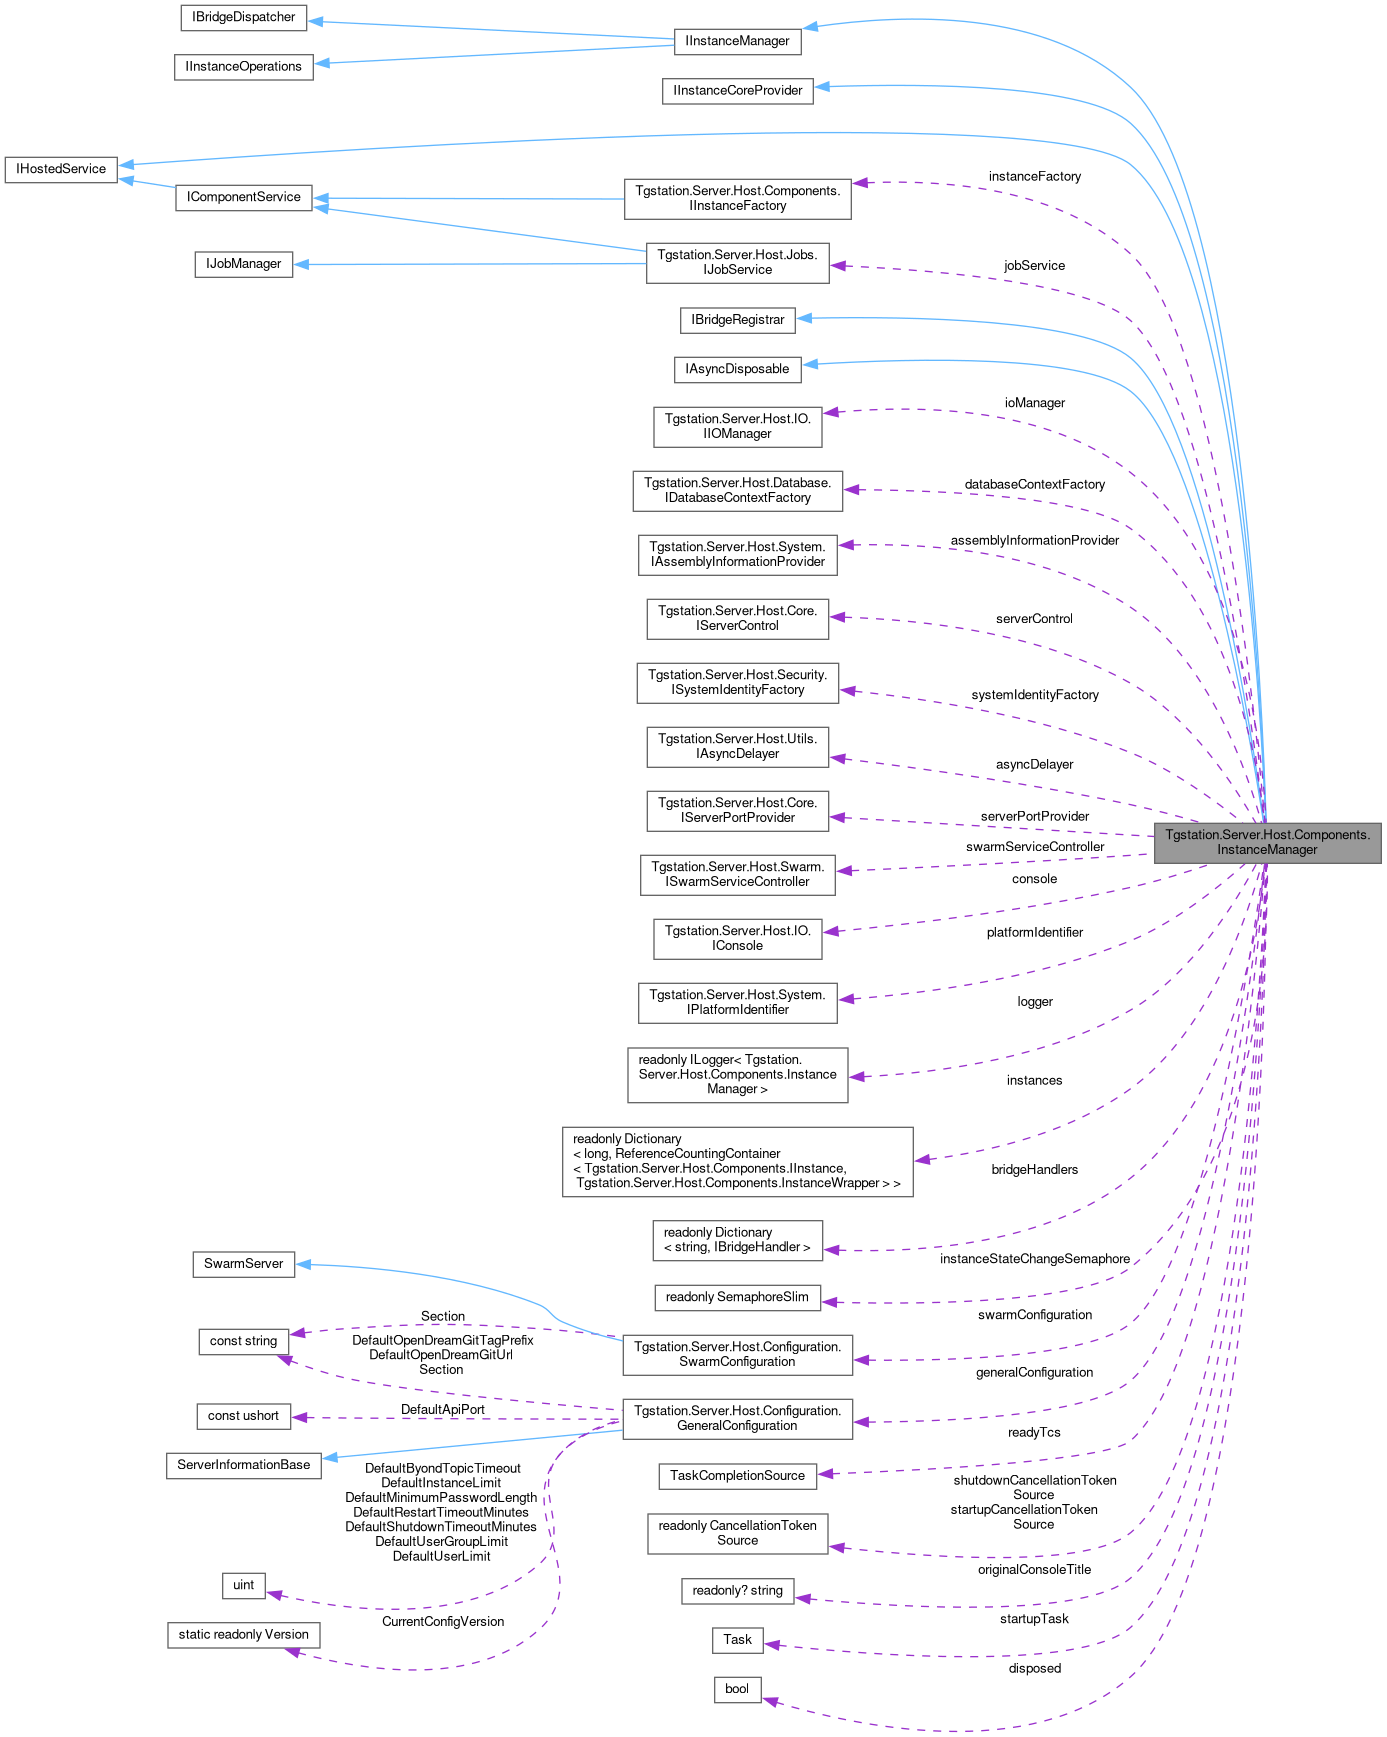 IBridgeDispatcher
IInstanceManager
IInstanceOperations
IInstanceCoreProvider
IHostedService
IComponentService
Tgstation.Server.Host.Components.
IInstanceFactory
instanceFactory
IJobManager
Tgstation.Server.Host.Jobs.
IJobService
jobService
IBridgeRegistrar
IAsyncDisposable
Tgstation.Server.Host.IO.
IIOManager
ioManager
Tgstation.Server.Host.Database.
IDatabaseContextFactory
databaseContextFactory
Tgstation.Server.Host.System.
IAssemblyInformationProvider
assemblyInformationProvider
Tgstation.Server.Host.Core.
IServerControl
serverControl
Tgstation.Server.Host.Security.
ISystemIdentityFactory
systemIdentityFactory
Tgstation.Server.Host.Utils.
IAsyncDelayer
asyncDelayer
Tgstation.Server.Host.Core.
IServerPortProvider
serverPortProvider
Tgstation.Server.Host.Components.
InstanceManager
Tgstation.Server.Host.Swarm.
ISwarmServiceController
swarmServiceController
Tgstation.Server.Host.IO.
IConsole
console
Tgstation.Server.Host.System.
IPlatformIdentifier
platformIdentifier
readonly ILogger< Tgstation.
Server.Host.Components.Instance
Manager >
logger
readonly Dictionary
< long, ReferenceCountingContainer
< Tgstation.Server.Host.Components.IInstance,
Tgstation.Server.Host.Components.InstanceWrapper > >
instances
readonly Dictionary
< string, IBridgeHandler >
bridgeHandlers
readonly SemaphoreSlim
instanceStateChangeSemaphore
SwarmServer
const string
Section
Tgstation.Server.Host.Configuration.
SwarmConfiguration
swarmConfiguration
DefaultOpenDreamGitTagPrefix
DefaultOpenDreamGitUrl
Section
Tgstation.Server.Host.Configuration.
GeneralConfiguration
generalConfiguration
const ushort
DefaultApiPort
ServerInformationBase
DefaultByondTopicTimeout
DefaultInstanceLimit
DefaultMinimumPasswordLength
DefaultRestartTimeoutMinutes
DefaultShutdownTimeoutMinutes
DefaultUserGroupLimit
DefaultUserLimit
uint
static readonly Version
CurrentConfigVersion
TaskCompletionSource
readyTcs
readonly CancellationToken
Source
shutdownCancellationToken
Source
startupCancellationToken
Source
readonly? string
originalConsoleTitle
Task
startupTask
bool
disposed